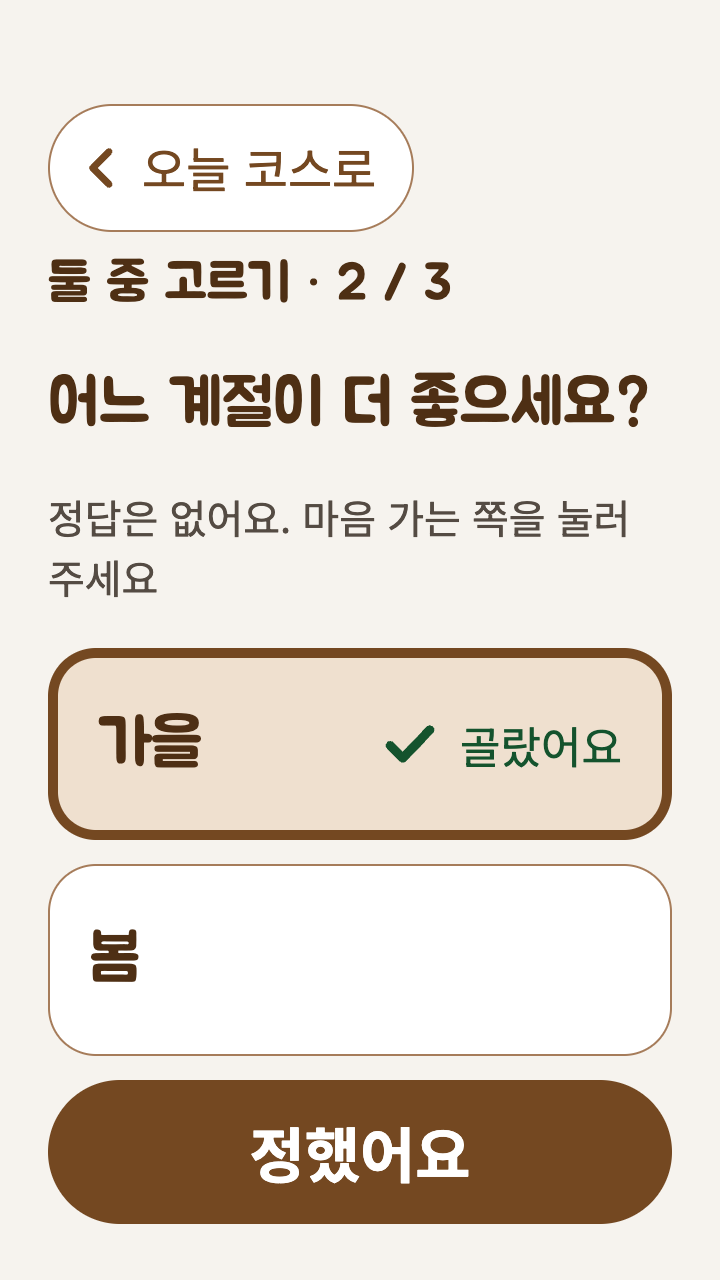 오늘 코스로
둘 중 고르기 · 2 / 3
어느 계절이 더 좋으세요?
정답은 없어요. 마음 가는 쪽을 눌러
주세요
가을 골랐어요
봄
정했어요